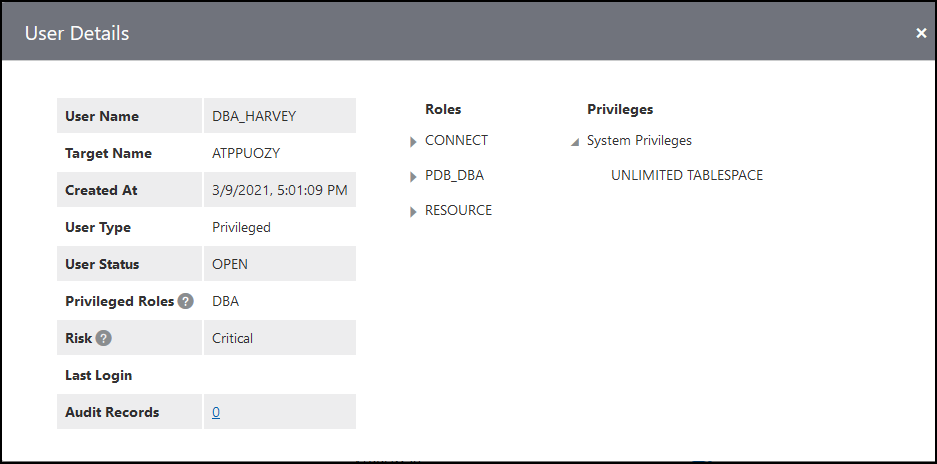 User Details
×
User Name DBA_HARVEY
Target Name ATPPUOZY
Created At 3/9/2021, 5:01:09 PM
User Type Privileged
User Status OPEN
Privileged Roles ? DBA
Risk ? Critical
Last Login
Audit Records 0
Roles
CONNECT
PDB_DBA
RESOURCE
Privileges
System Privileges
UNLIMITED TABLESPACE